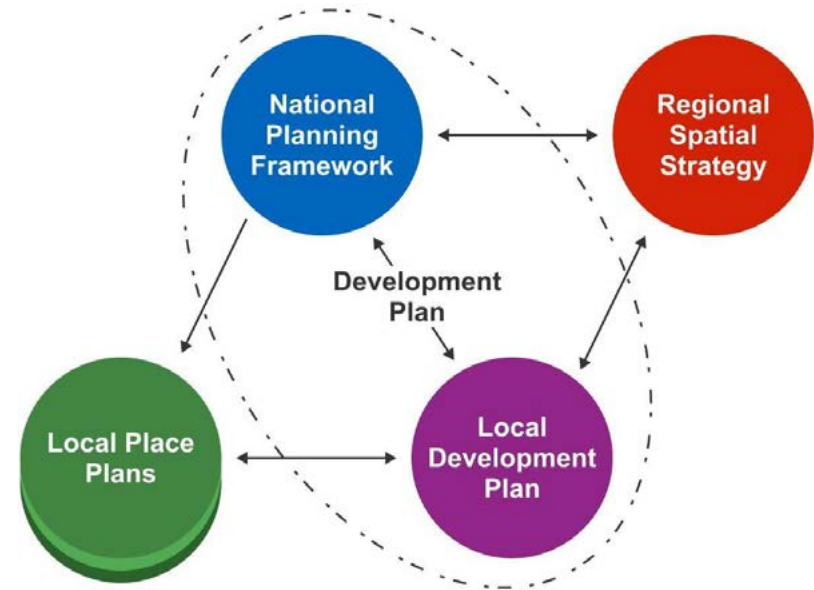 National
Planning
Framework
Regional
Spatial
Strategy
Development
Plan
Local Place
Plans
Local
Development
Plan